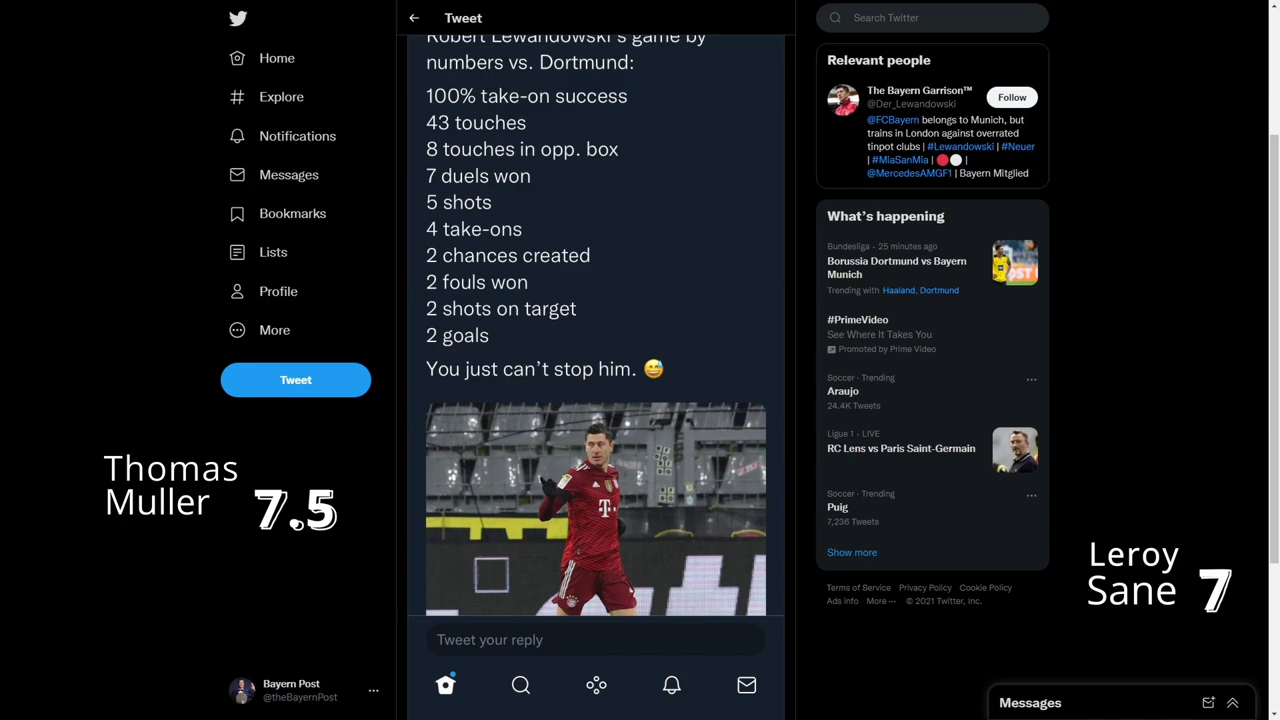 Home
Explore
Notifications
Messages
Bookmarks
Lists
Profile
More
Tweet
Thomas
Muller 7.5
Bayern Post
@theBayernPost
Tweet
Robert Lewandowski's game by
numbers vs. Dortmund:
100% take-on success
43 touches
8 touches in opp. box
7 duels won
5 shots
4 take-ons
2 chances created
2 fouls won
2 shots on target
2 goals
You just can't stop him. 😅
Tweet your reply
Search Twitter
Relevant people
The Bayern Garrison™
@Der_Lewandowski
Follow
@FCBayern belongs to Munich, but
trains in London against overrated
tinpot clubs | #Lewandowski | #Neuer
| #MiaSanMia | 🔴⚪ |
@MercedesAMGF1 | Bayern Mitglied
What's happening
Bundesliga · 25 minutes ago
Borussia Dortmund vs Bayern
Munich
Trending with Haaland, Dortmund
#PrimeVideo
See Where It Takes You
Promoted by Prime Video
Soccer · Trending
Araujo
24.4K Tweets
Ligue 1 · LIVE
RC Lens vs Paris Saint-Germain
Soccer · Trending
Puig
7,236 Tweets
Show more
Terms of Service Privacy Policy Cookie Policy
Ads info More ··· © 2021 Twitter, Inc.
Leroy
Sane 7
Messages